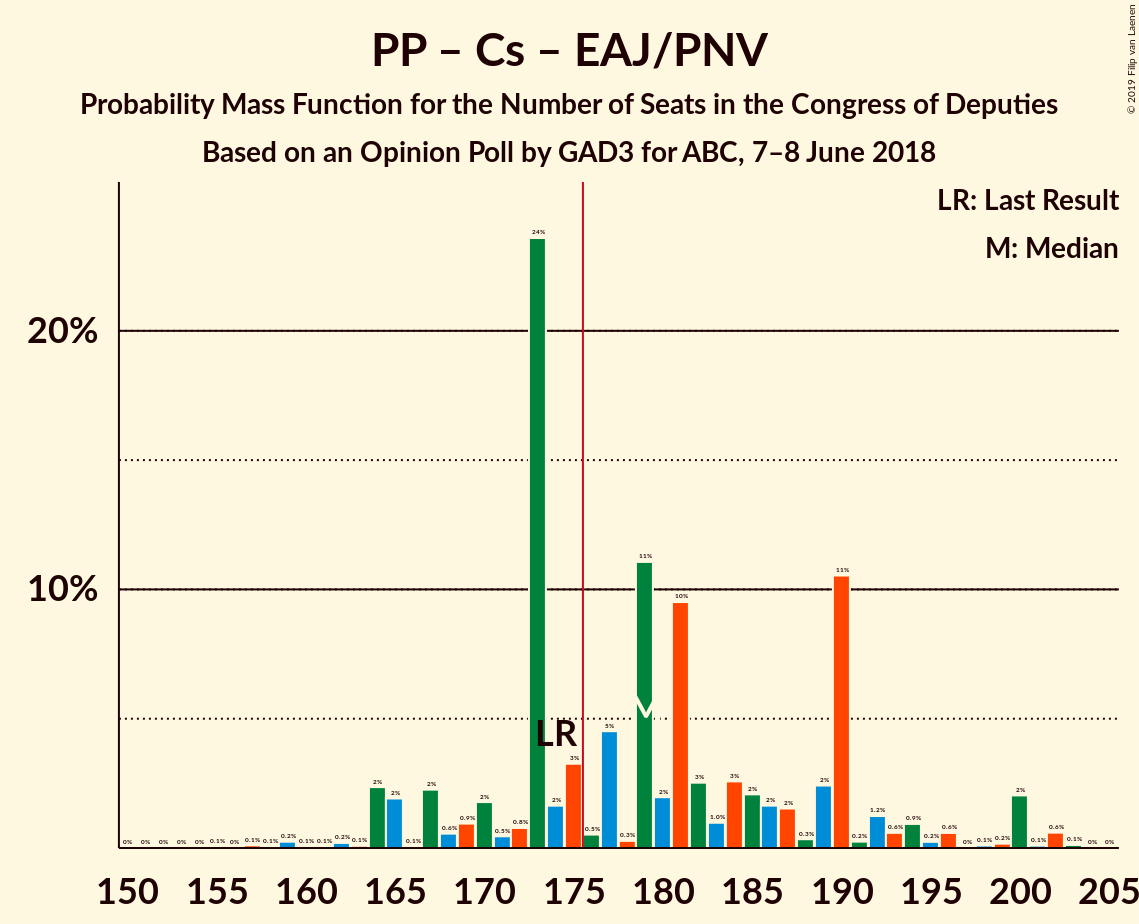 PP – Cs – EAJ/PNV
Probability Mass Function for the Number of Seats in the Congress of Deputies
Based on an Opinion Poll by GAD3 for ABC, 7–8 June 2018
© 2019 Filip van Laenen
LR: Last Result
M: Median
20%
10%
0% 0% 0% 0% 0% 0.1% 0% 0.1% 0.1% 0.2% 0.1% 0.1% 0.2% 0.1% 2% 2% 0.1% 2% 0.6% 0.9% 2% 0.5% 0.8% 24% 2% 3% 0.5% 5% 0.3% 11% 2% 10% 3% 1.0% 3% 2% 2% 2% 0.3% 2% 11% 0.2% 1.2% 0.6% 0.9% 0.2% 0.6% 0% 0.1% 0.2% 2% 0.1% 0.6% 0.1% 0% 0%
LR
M
150 155 160 165 170 175 180 185 190 195 200 205